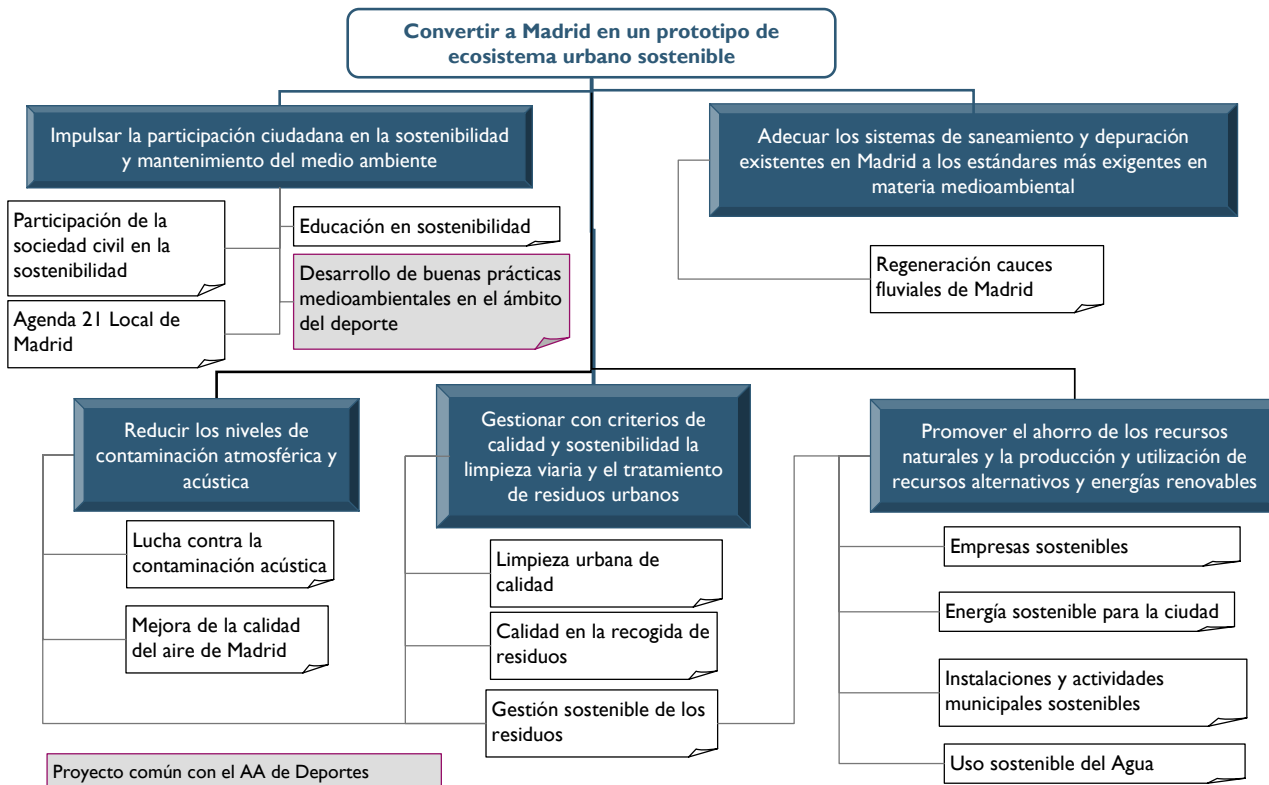 Convertir a Madrid en un prototipo de
ecosistema urbano sostenible
Impulsar la participación ciudadana en la sostenibilidad
y mantenimiento del medio ambiente
Adecuar los sistemas de saneamiento y depuración
existentes en Madrid a los estándares más exigentes en
materia medioambiental
Participación de la
sociedad civil en la
sostenibilidad
Educación en sostenibilidad
Desarrollo de buenas prácticas
medioambientales en el ámbito
del deporte
Agenda 21 Local de
Madrid
Regeneración cauces
fluviales de Madrid
Reducir los niveles de
contaminación atmosférica y
acústica
Gestionar con criterios de
calidad y sostenibilidad la
limpieza viaria y el tratamiento
de residuos urbanos
Promover el ahorro de los recursos
naturales y la producción y utilización de
recursos alternativos y energías renovables
Lucha contra la
contaminación acústica
Mejora de la calidad
del aire de Madrid
Limpieza urbana de
calidad
Calidad en la recogida de
residuos
Gestión sostenible de los
residuos
Empresas sostenibles
Energía sostenible para la ciudad
Instalaciones y actividades
municipales sostenibles
Uso sostenible del Agua
Proyecto común con el AA de Deportes